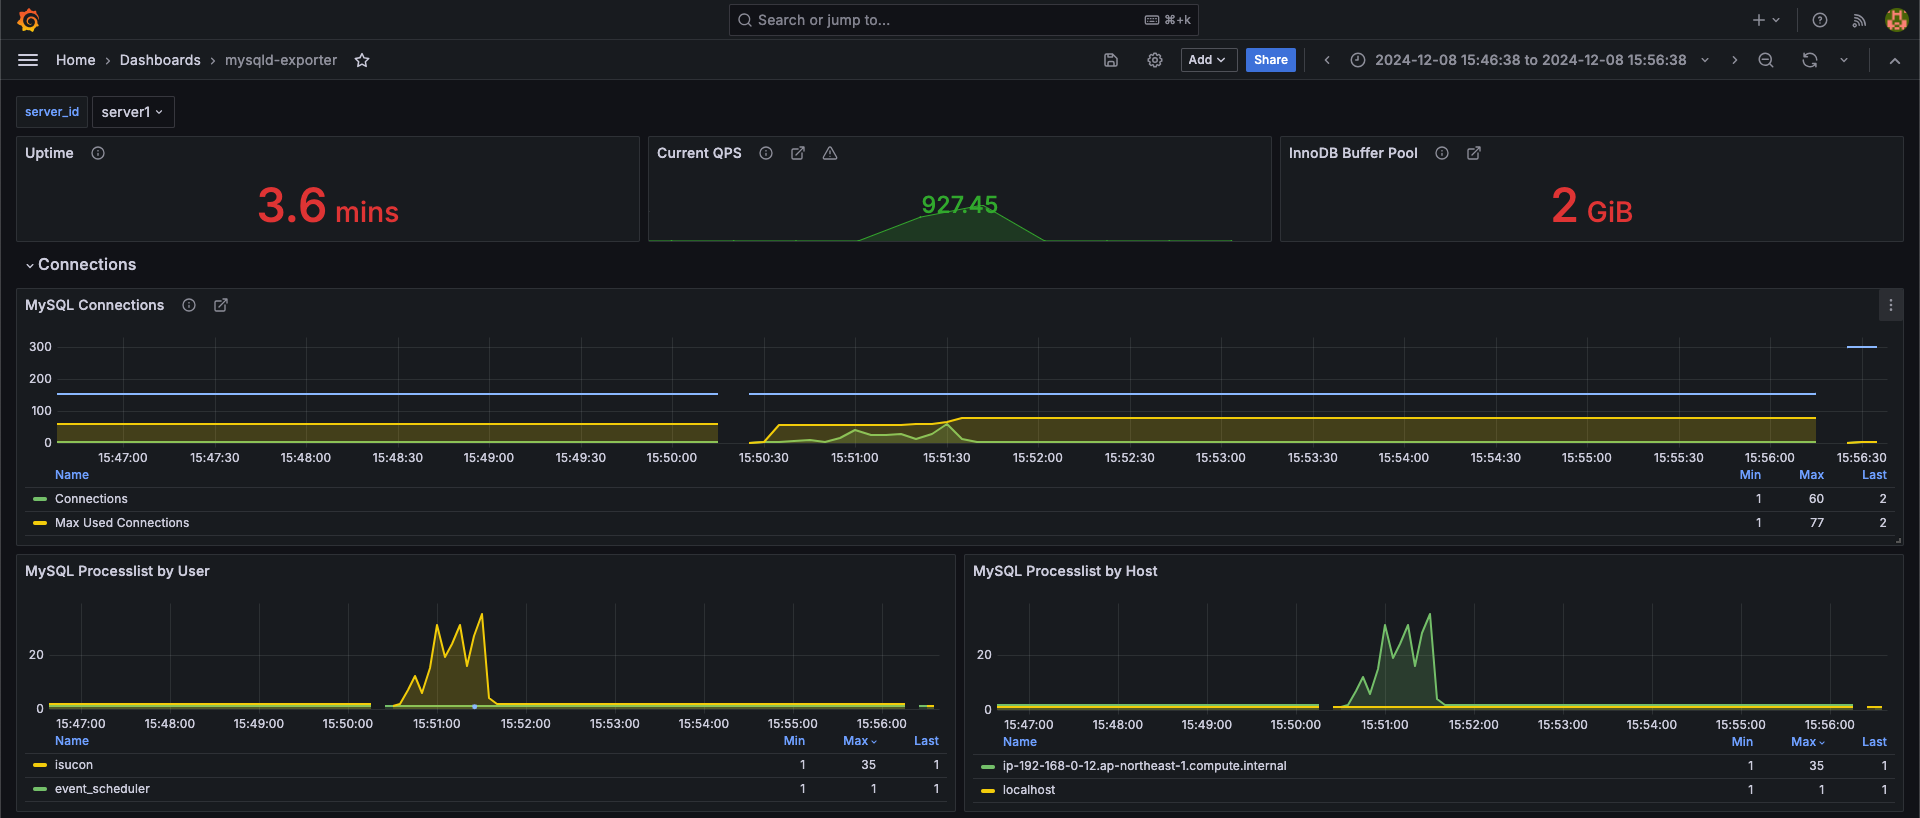 Search or jump to... ⌘+k
Home › Dashboards › mysqld-exporter
Add
Share
2024-12-08 15:46:38 to 2024-12-08 15:56:38
server_id server1
Uptime
3.6 mins
Current QPS
927.45
InnoDB Buffer Pool
2 GiB
Connections
MySQL Connections
300
200
100
0
15:47:00 15:47:30 15:48:00 15:48:30 15:49:00 15:49:30 15:50:00 15:50:30 15:51:00 15:51:30 15:52:00 15:52:30 15:53:00 15:53:30 15:54:00 15:54:30 15:55:00 15:55:30 15:56:00 15:56:30
Name Min Max Last
Connections 1 60 2
Max Used Connections 1 77 2
MySQL Processlist by User
20
0
15:47:00 15:48:00 15:49:00 15:50:00 15:51:00 15:52:00 15:53:00 15:54:00 15:55:00 15:56:00
Name Min Max Last
isucon 1 35 1
event_scheduler 1 1 1
MySQL Processlist by Host
20
0
15:47:00 15:48:00 15:49:00 15:50:00 15:51:00 15:52:00 15:53:00 15:54:00 15:55:00 15:56:00
Name Min Max Last
ip-192-168-0-12.ap-northeast-1.compute.internal 1 35 1
localhost 1 1 1